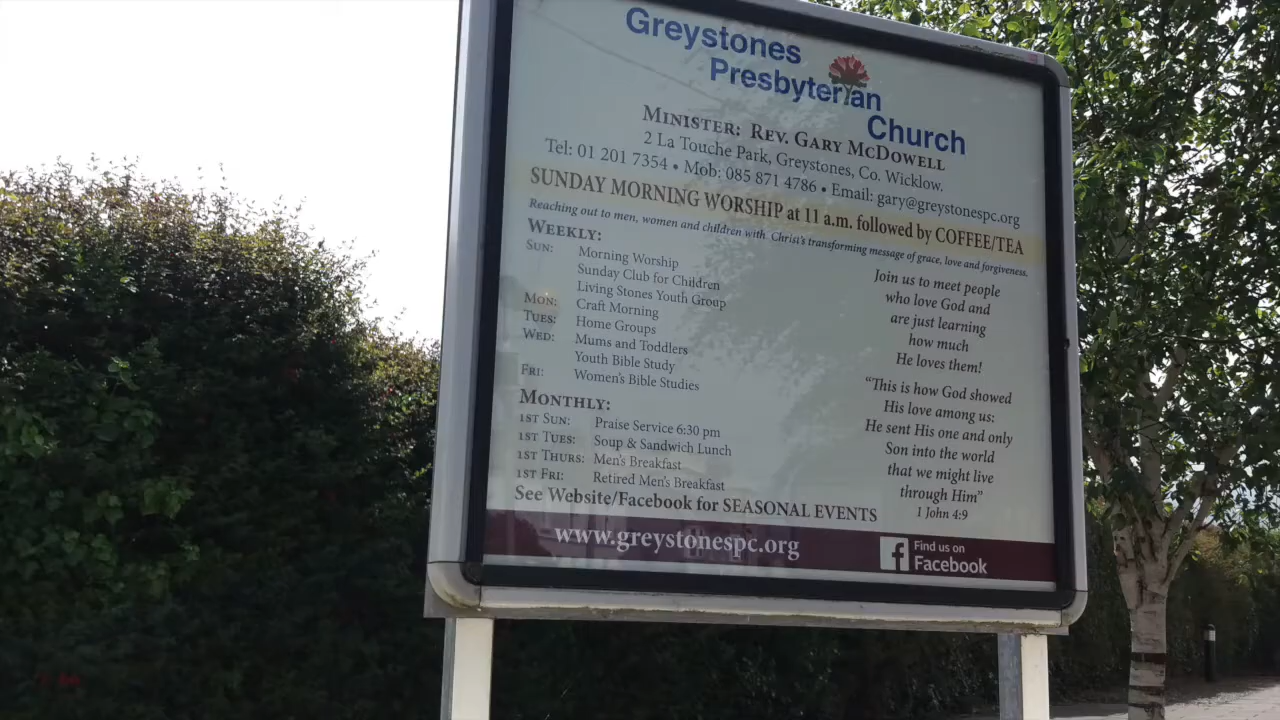 Greystones
Presbyterian
Church
MINISTER: REV. GARY MCDOWELL
2 La Touche Park, Greystones, Co. Wicklow.
Tel: 01 201 7354 • Mob: 085 871 4786 • Email: gary@greystonespc.org
SUNDAY MORNING WORSHIP at 11 a.m. followed by COFFEE/TEA
Reaching out to men, women and children with Christ's transforming message of grace, love and forgiveness.
WEEKLY:
SUN: Morning Worship
Sunday Club for Children
Living Stones Youth Group
MON: Craft Morning
TUES: Home Groups
WED: Mums and Toddlers
Youth Bible Study
FRI: Women's Bible Studies
MONTHLY:
1ST SUN: Praise Service 6:30 pm
1ST TUES: Soup & Sandwich Lunch
1ST THURS: Men's Breakfast
1ST FRI: Retired Men's Breakfast
See Website/Facebook for SEASONAL EVENTS
Join us to meet people
who love God and
are just learning
how much
He loves them!
"This is how God showed
His love among us:
He sent His one and only
Son into the world
that we might live
through Him"
1 John 4:9
www.greystonespc.org
f Find us on
Facebook